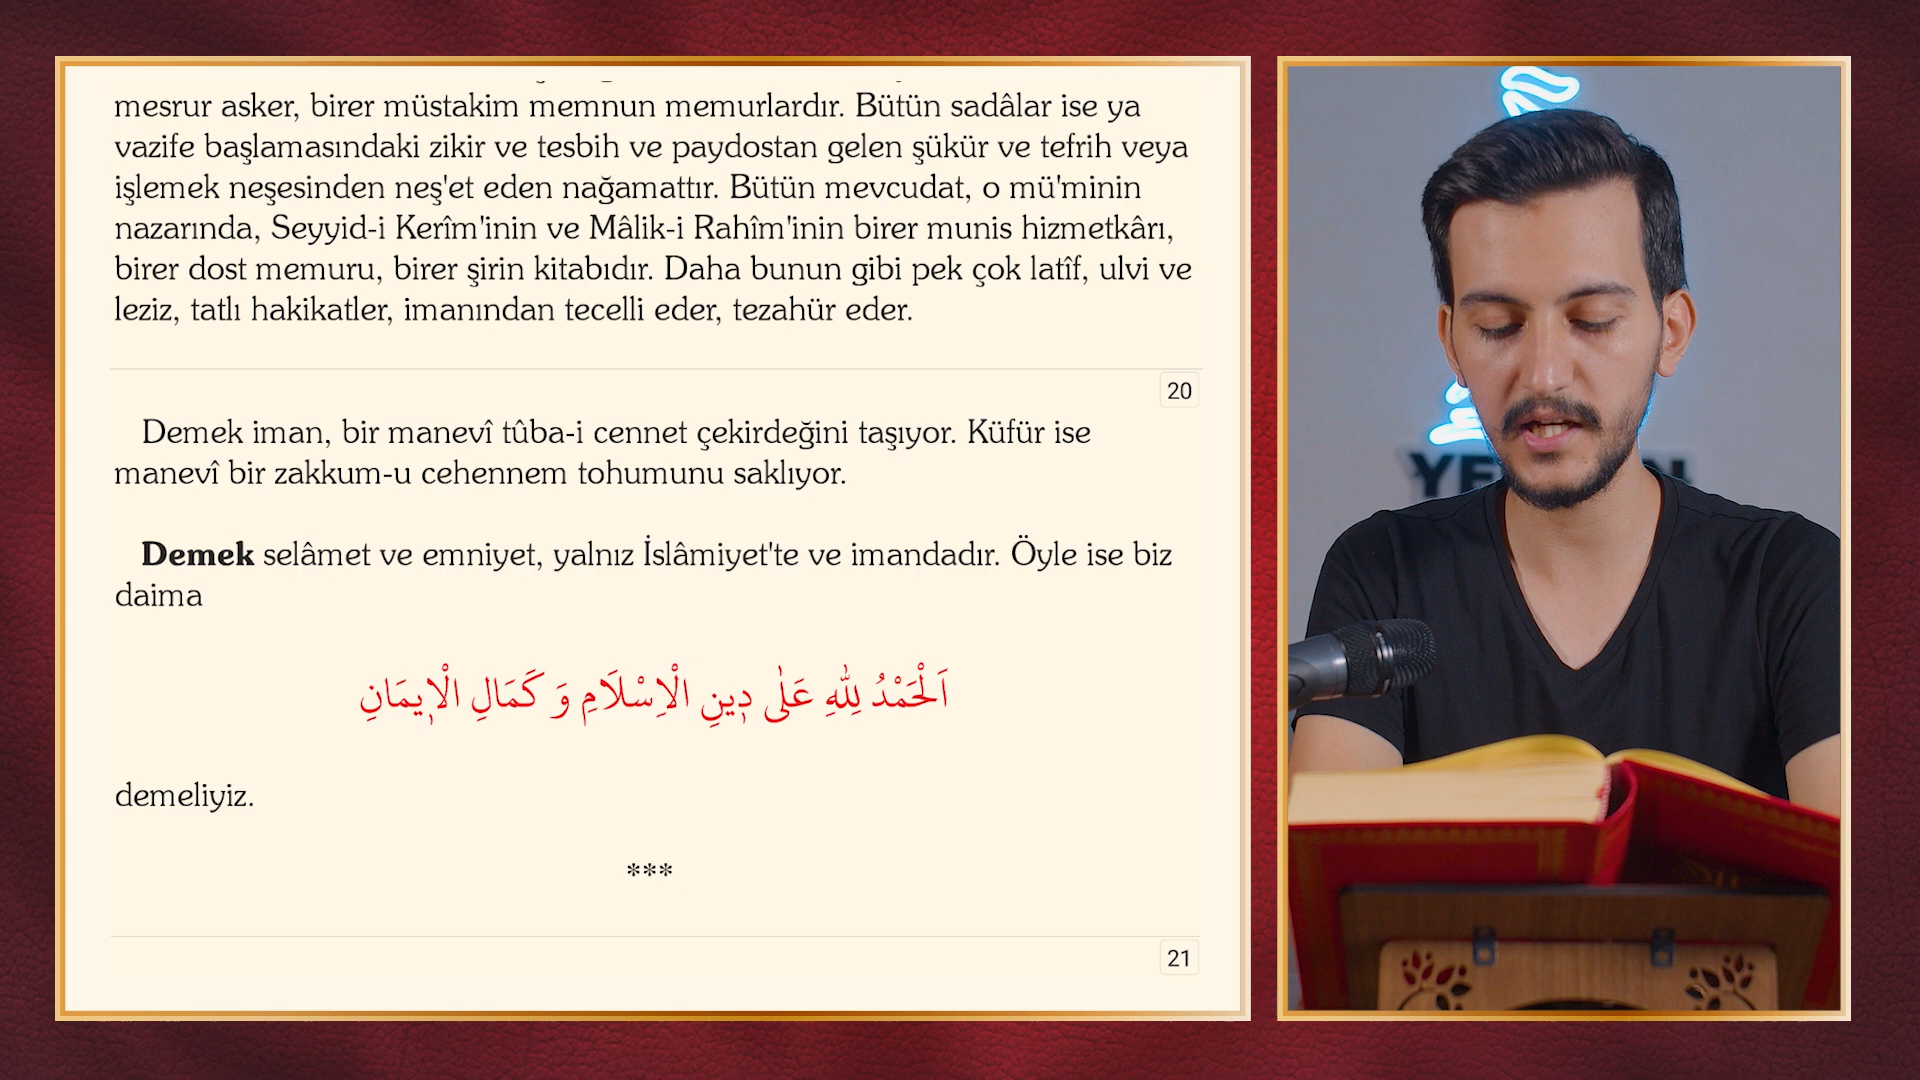 mesrur asker, birer müstakim memnun memurlardır. Bütün sadâlar ise ya
vazife başlamasındaki zikir ve tesbih ve paydostan gelen şükür ve tefrih veya
işlemek neşesinden neş'et eden nağamattır. Bütün mevcudat, o mü'minin
nazarında, Seyyid-i Kerîm'inin ve Mâlik-i Rahîm'inin birer munis hizmetkârı,
birer dost memuru, birer şirin kitabıdır. Daha bunun gibi pek çok latîf, ulvi ve
leziz, tatlı hakikatler, imanından tecelli eder, tezahür eder.
20
Demek iman, bir manevî tûba-i cennet çekirdeğini taşıyor. Küfür ise
manevî bir zakkum-u cehennem tohumunu saklıyor.
Demek selâmet ve emniyet, yalnız İslâmiyet'te ve imandadır. Öyle ise biz
daima
اَلْحَمْدُ لِلّٰهِ عَلٰى دٖينِ الْاِسْلَامِ وَ كَمَالِ الْاٖيمَانِ
demeliyiz.
***
21